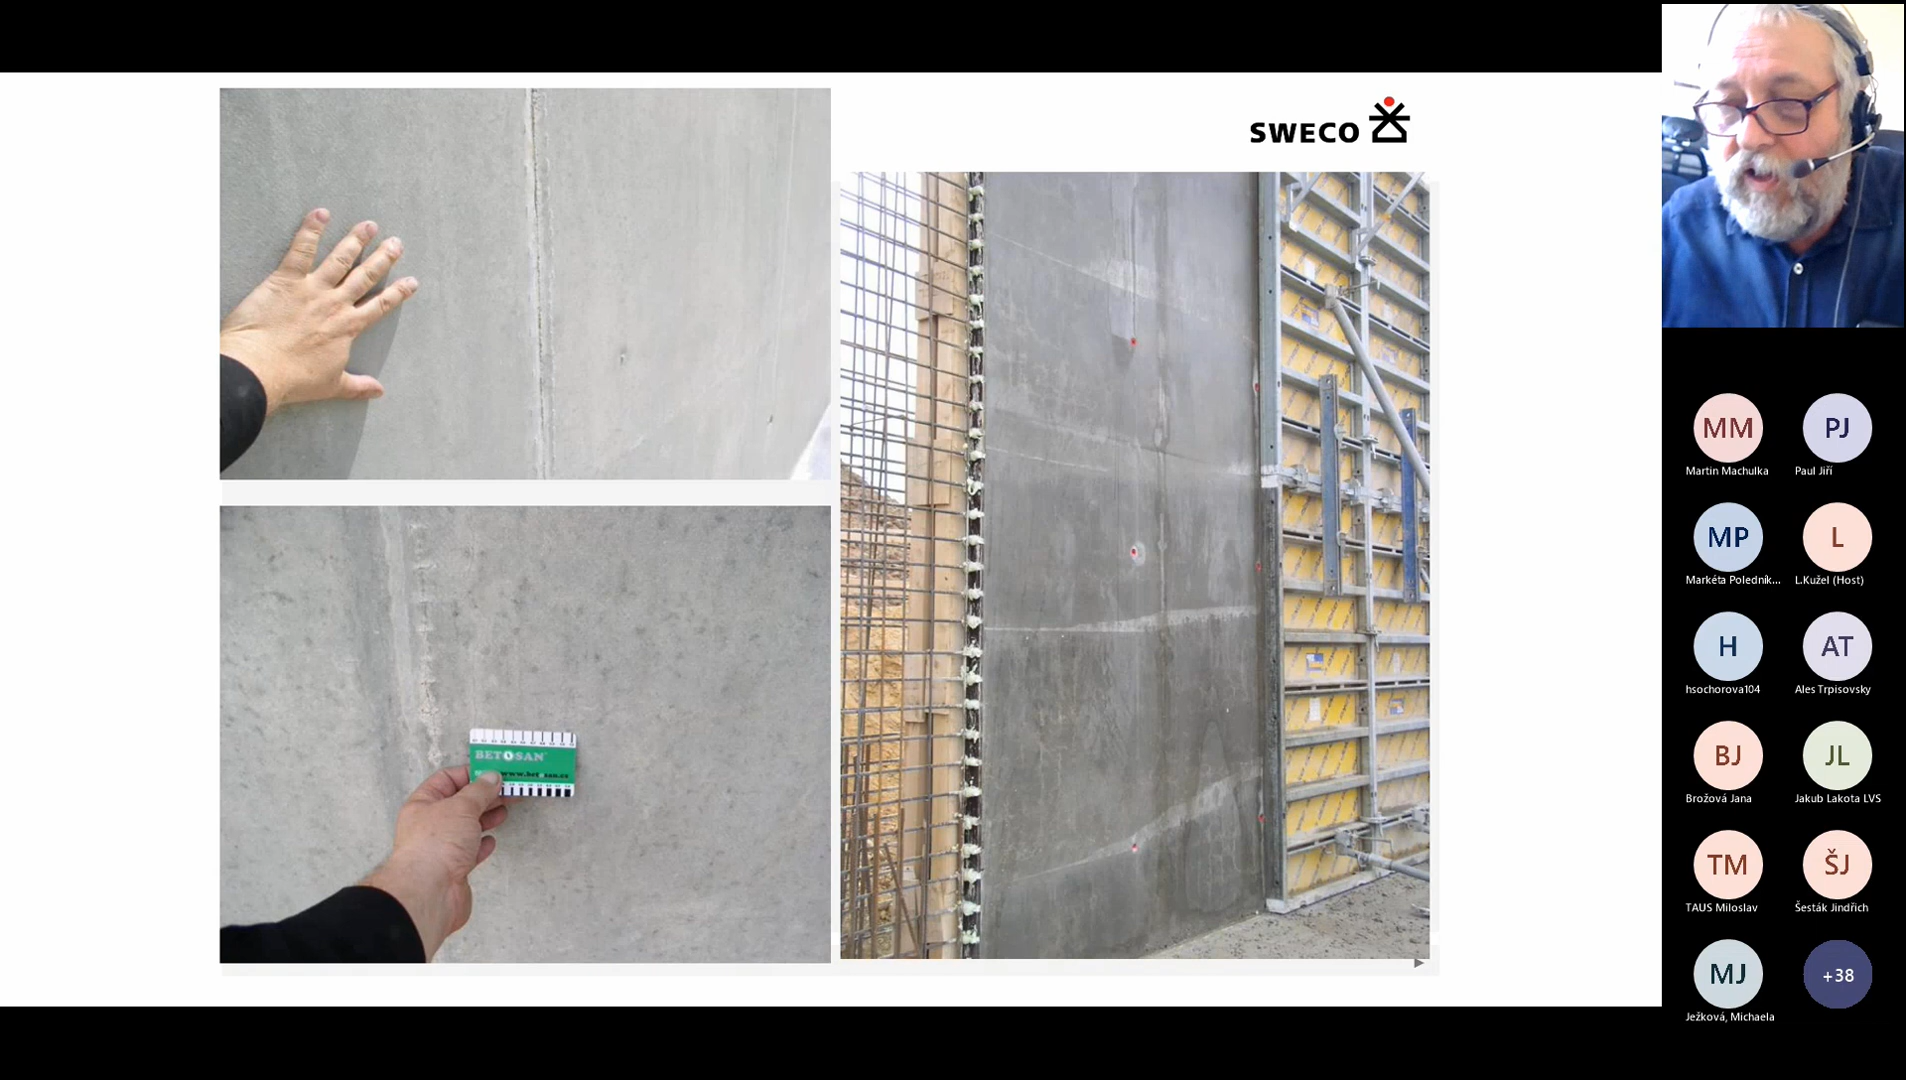 SWECO
BETOSAN
www.betosan.cz
MM
Martin Machulka
PJ
Paul Jiří
MP
Markéta Poledník...
L
L.Kužel (Host)
H
hsochorova104
AT
Ales Trpisovsky
BJ
Brožová Jana
JL
Jakub Lakota LVS
TM
TAUS Miloslav
ŠJ
Šesták Jindřich
MJ
Ježková, Michaela
+38